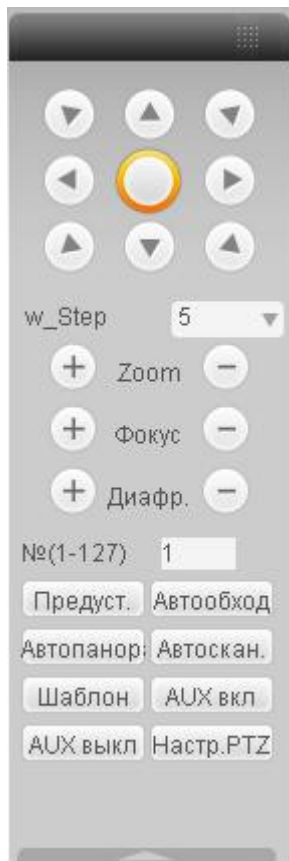 w_Step 5
Zoom
Фокус
Диафр.
№(1-127) 1
Предуст. Автообход
Автопанора Автоскан.
Шаблон AUX вкл
AUX выкл Настр.PTZ